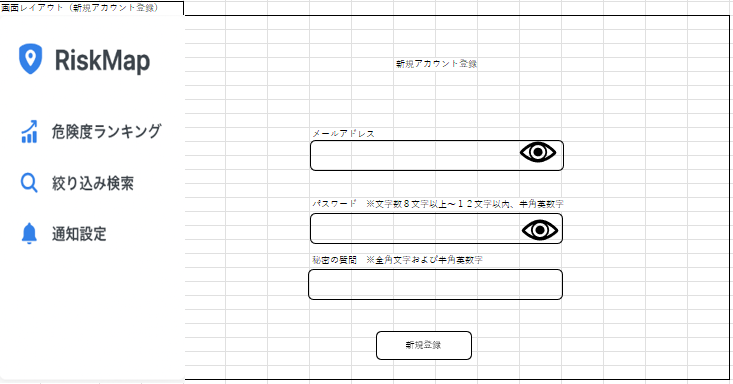 画面レイアウト（新規アカウント登録）
RiskMap
危険度ランキング
絞り込み検索
通知設定
新規アカウント登録
メールアドレス
パスワード　※文字数８文字以上～１２文字以内、半角英数字
秘密の質問　※全角文字および半角英数字
新規登録